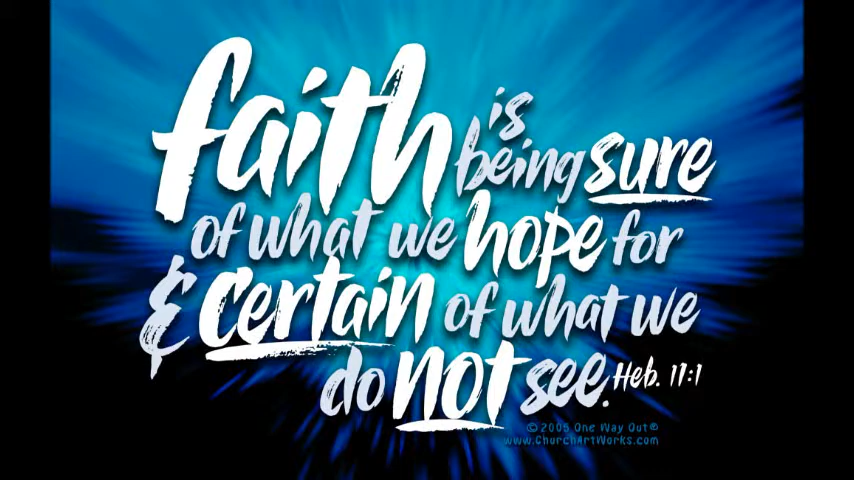 faith is
being sure
of what we hope for
& certain of what we
do not see. Heb. 11:1
© 2005 One Way Out®
www.ChurchArtWorks.com